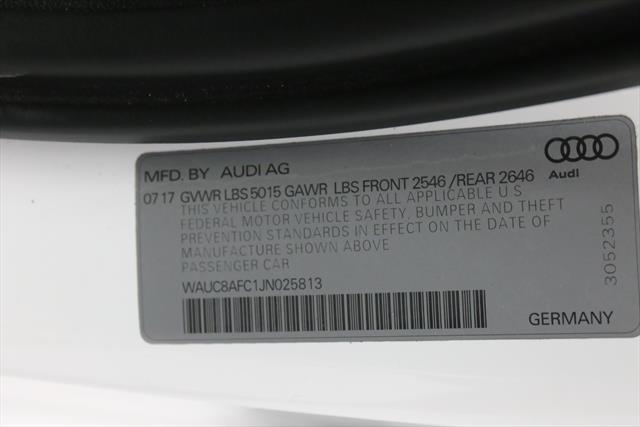 MFD. BY AUDI AG
07 17 GVWR LBS 5015 GAWR LBS FRONT 2546 /REAR 2646
THIS VEHICLE CONFORMS TO ALL APPLICABLE U.S
FEDERAL MOTOR VEHICLE SAFETY, BUMPER AND THEFT
PREVENTION STANDARDS IN EFFECT ON THE DATE OF
MANUFACTURE SHOWN ABOVE
PASSENGER CAR
WAUC8AFC1JN025813
Audi
3052355
GERMANY